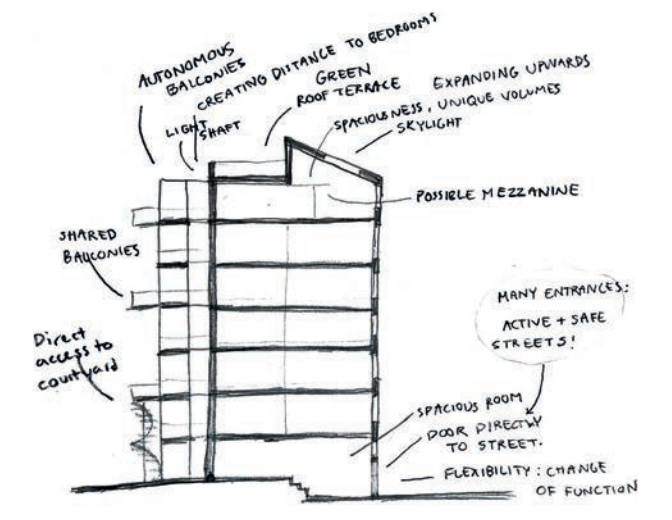 AUTONOMOUS
BALCONIES
CREATING DISTANCE TO BEDROOMS
LIGHT
SHAFT
GREEN
ROOF TERRACE
EXPANDING UPWARDS
SPACIOUSNESS, UNIQUE VOLUMES
SKYLIGHT
POSSIBLE MEZZANINE
SHARED
BALCONIES
MANY ENTRANCES:
ACTIVE + SAFE
STREETS!
Direct
access to
courtyard
SPACIOUS ROOM
DOOR DIRECTLY
TO STREET.
FLEXIBILITY: CHANGE
OF FUNCTION